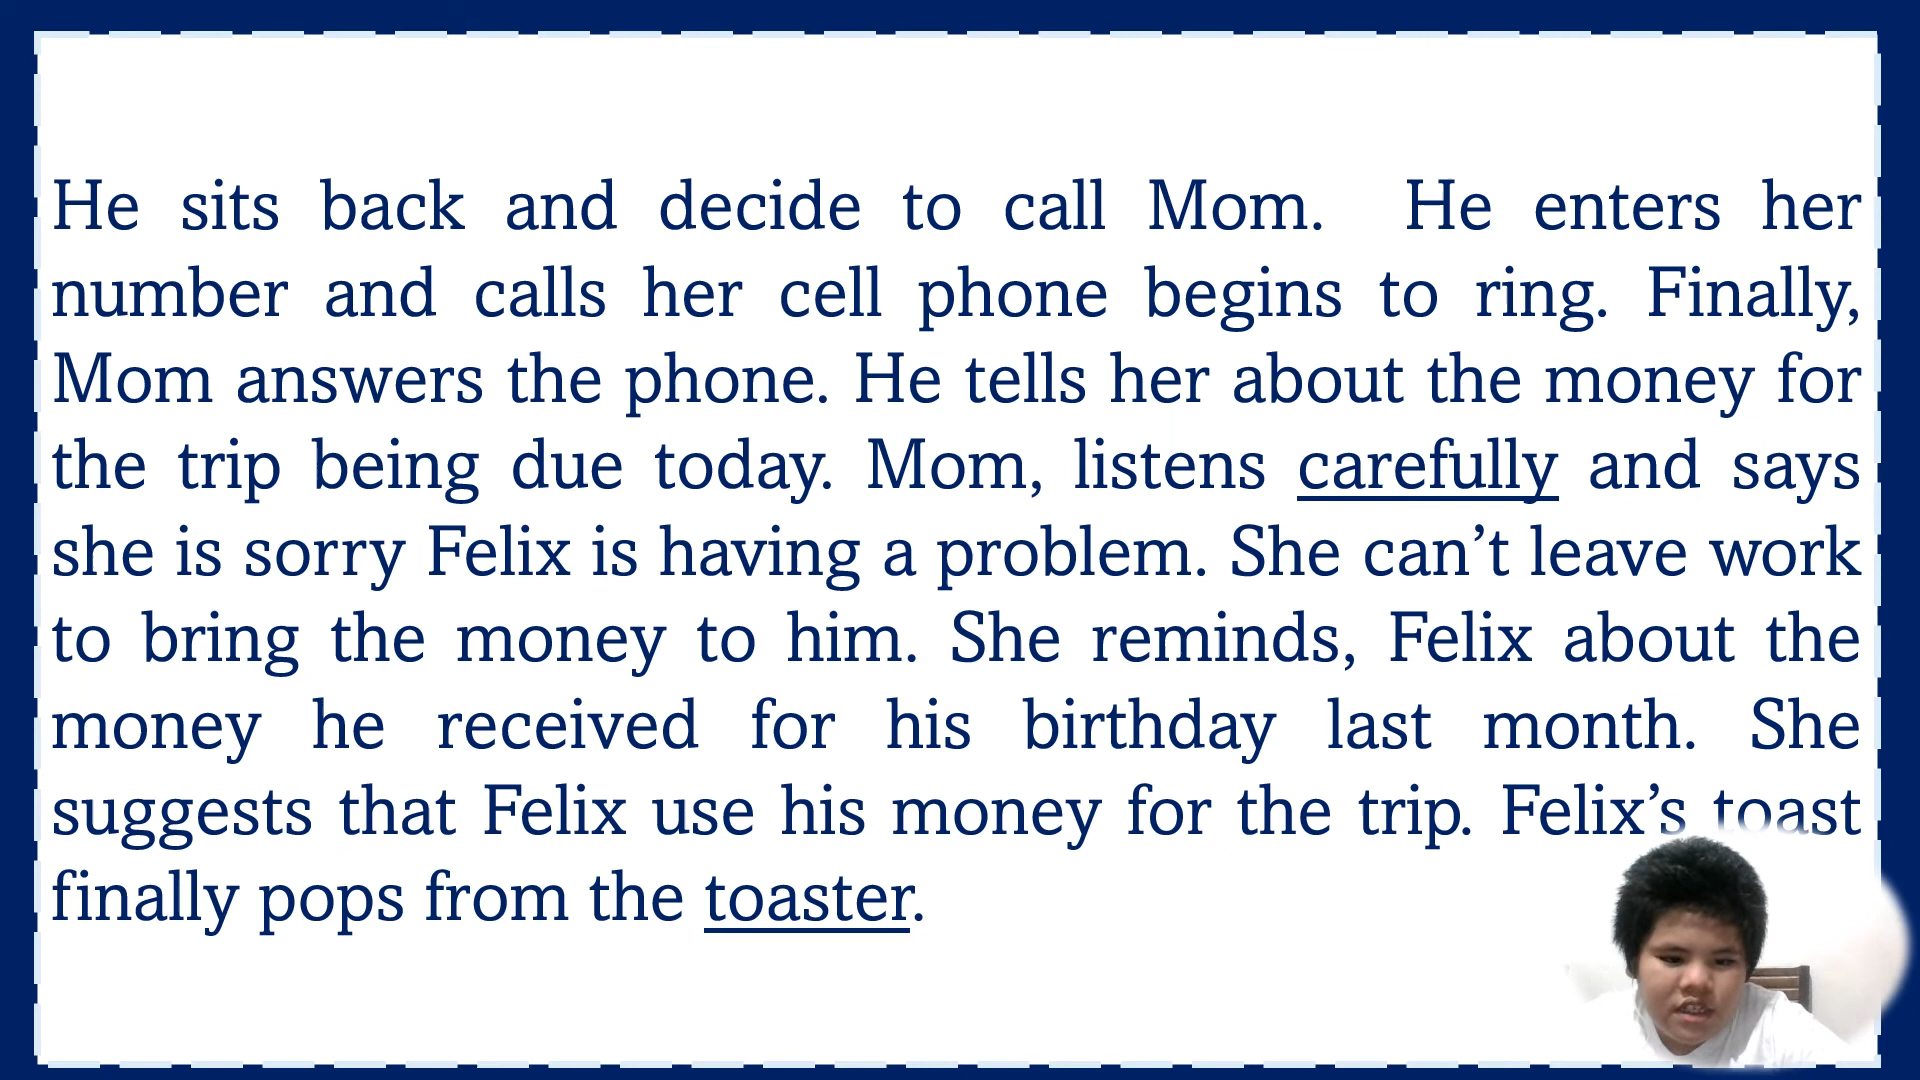 He sits back and decide to call Mom. He enters her
number and calls her cell phone begins to ring. Finally,
Mom answers the phone. He tells her about the money for
the trip being due today. Mom, listens carefully and says
she is sorry Felix is having a problem. She can’t leave work
to bring the money to him. She reminds, Felix about the
money he received for his birthday last month. She
suggests that Felix use his money for the trip. Felix’s toast
finally pops from the toaster.